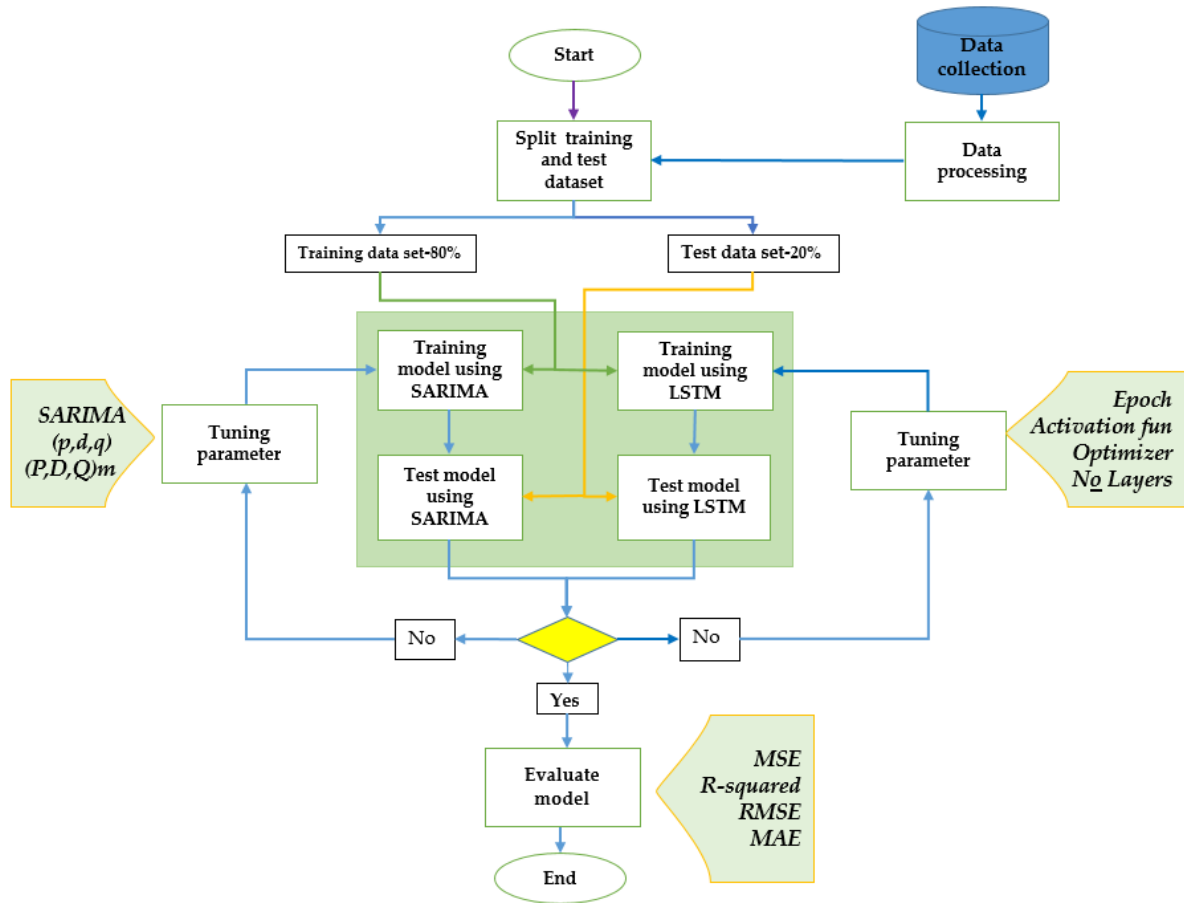 Start
Data
collection
Split training
and test
dataset
Data
processing
Training data set-80%
Test data set-20%
Training
model using
SARIMA
Training
model using
LSTM
SARIMA
(p,d,q)
(P,D,Q)m
Tuning
parameter
Tuning
parameter
Epoch
Activation fun
Optimizer
No Layers
Test model
using
SARIMA
Test model
using LSTM
No
No
Yes
Evaluate
model
MSE
R-squared
RMSE
MAE
End